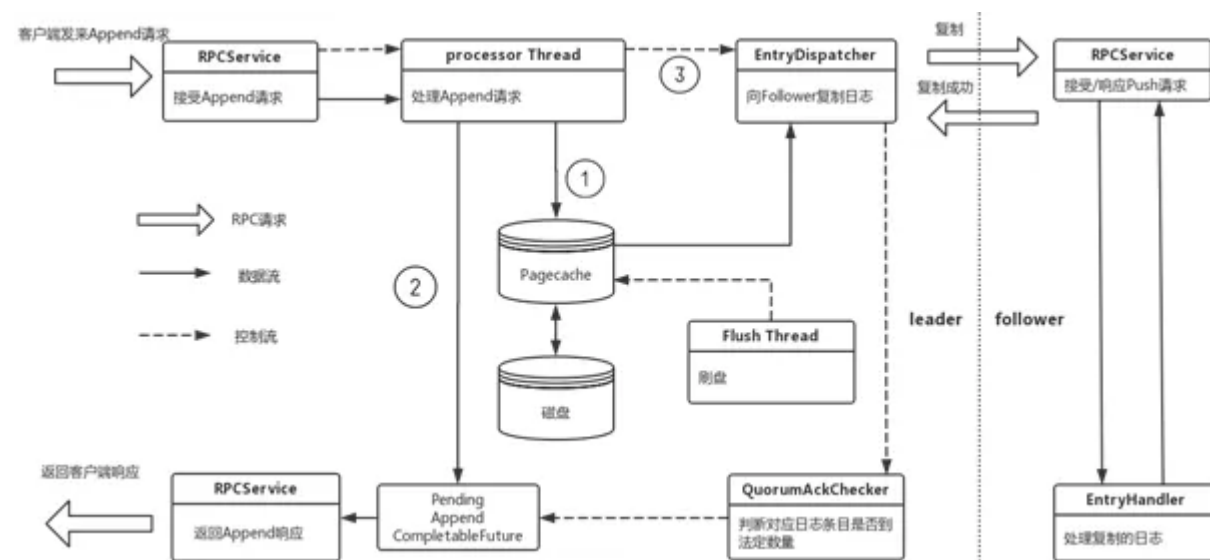 客户端发来Append请求
RPCService
接受Append请求
processor Thread
处理Append请求
③
EntryDispatcher
向Follower复制日志
复制
复制成功
RPCService
接受/响应Push请求
①
RPC请求
数据流
控制流
②
Pagecache
磁盘
Flush Thread
刷盘
leader
follower
返回客户端响应
RPCService
返回Append响应
Pending
Append
CompletableFuture
QuorumAckChecker
判断对应日志条目是否到
法定数量
EntryHandler
处理复制的日志